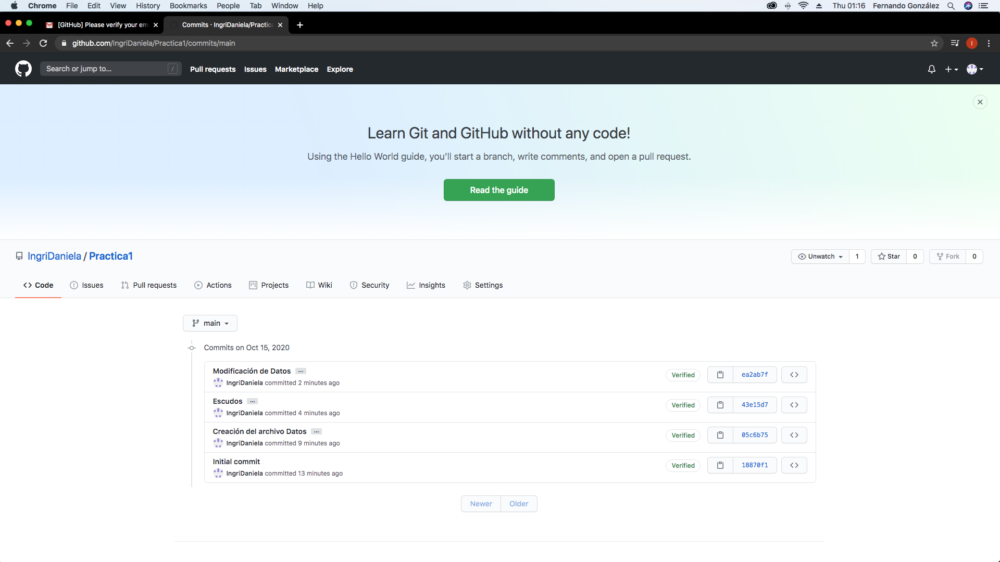 Chrome File Edit View History Bookmarks People Tab Window Help Thu 01:16 Fernando González
[GitHub] Please verify your em
Commits · IngriDaniela/Practica
github.com/IngriDaniela/Practica1/commits/main
I
Search or jump to... / Pull requests Issues Marketplace Explore
Learn Git and GitHub without any code!
Using the Hello World guide, you’ll start a branch, write comments, and open a pull request.
Read the guide
IngriDaniela / Practica1 Unwatch 1 Star 0 Fork 0
Code Issues Pull requests Actions Projects Wiki Security Insights Settings
main
Commits on Oct 15, 2020
Modificación de Datos ...
IngriDaniela committed 2 minutes ago
Verified ea2ab7f
Escudos ...
IngriDaniela committed 4 minutes ago
Verified 43e15d7
Creación del archivo Datos ...
IngriDaniela committed 9 minutes ago
Verified 05c6b75
Initial commit
IngriDaniela committed 13 minutes ago
Verified 18870f1
Newer Older